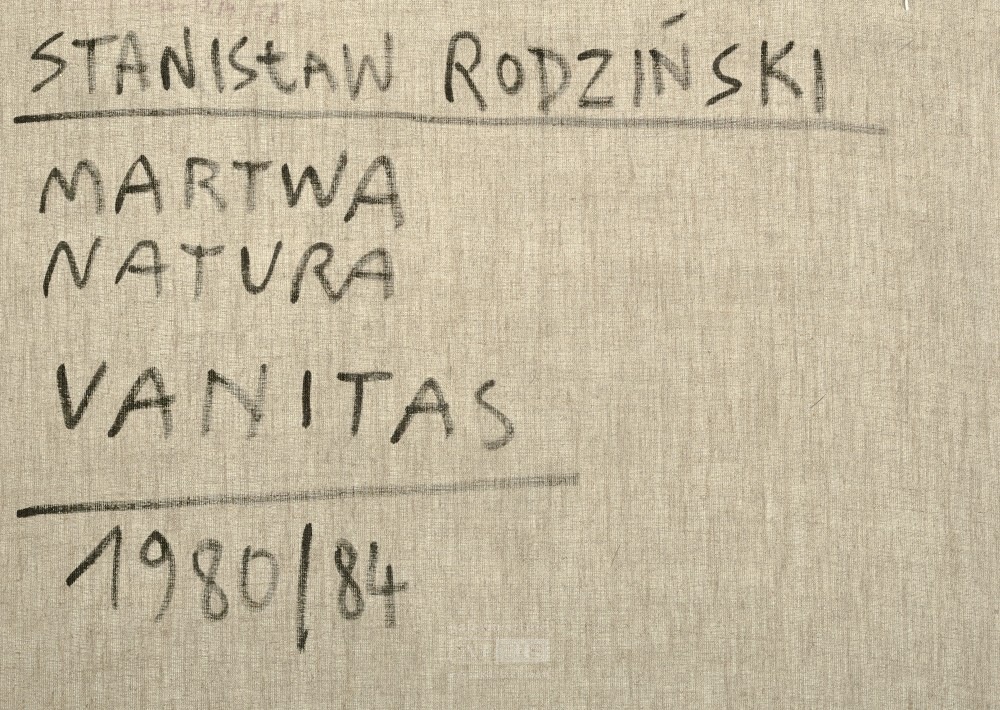 STANISŁAW RODZIŃSKI
MARTWA
NATURA
VANITAS
1980/84